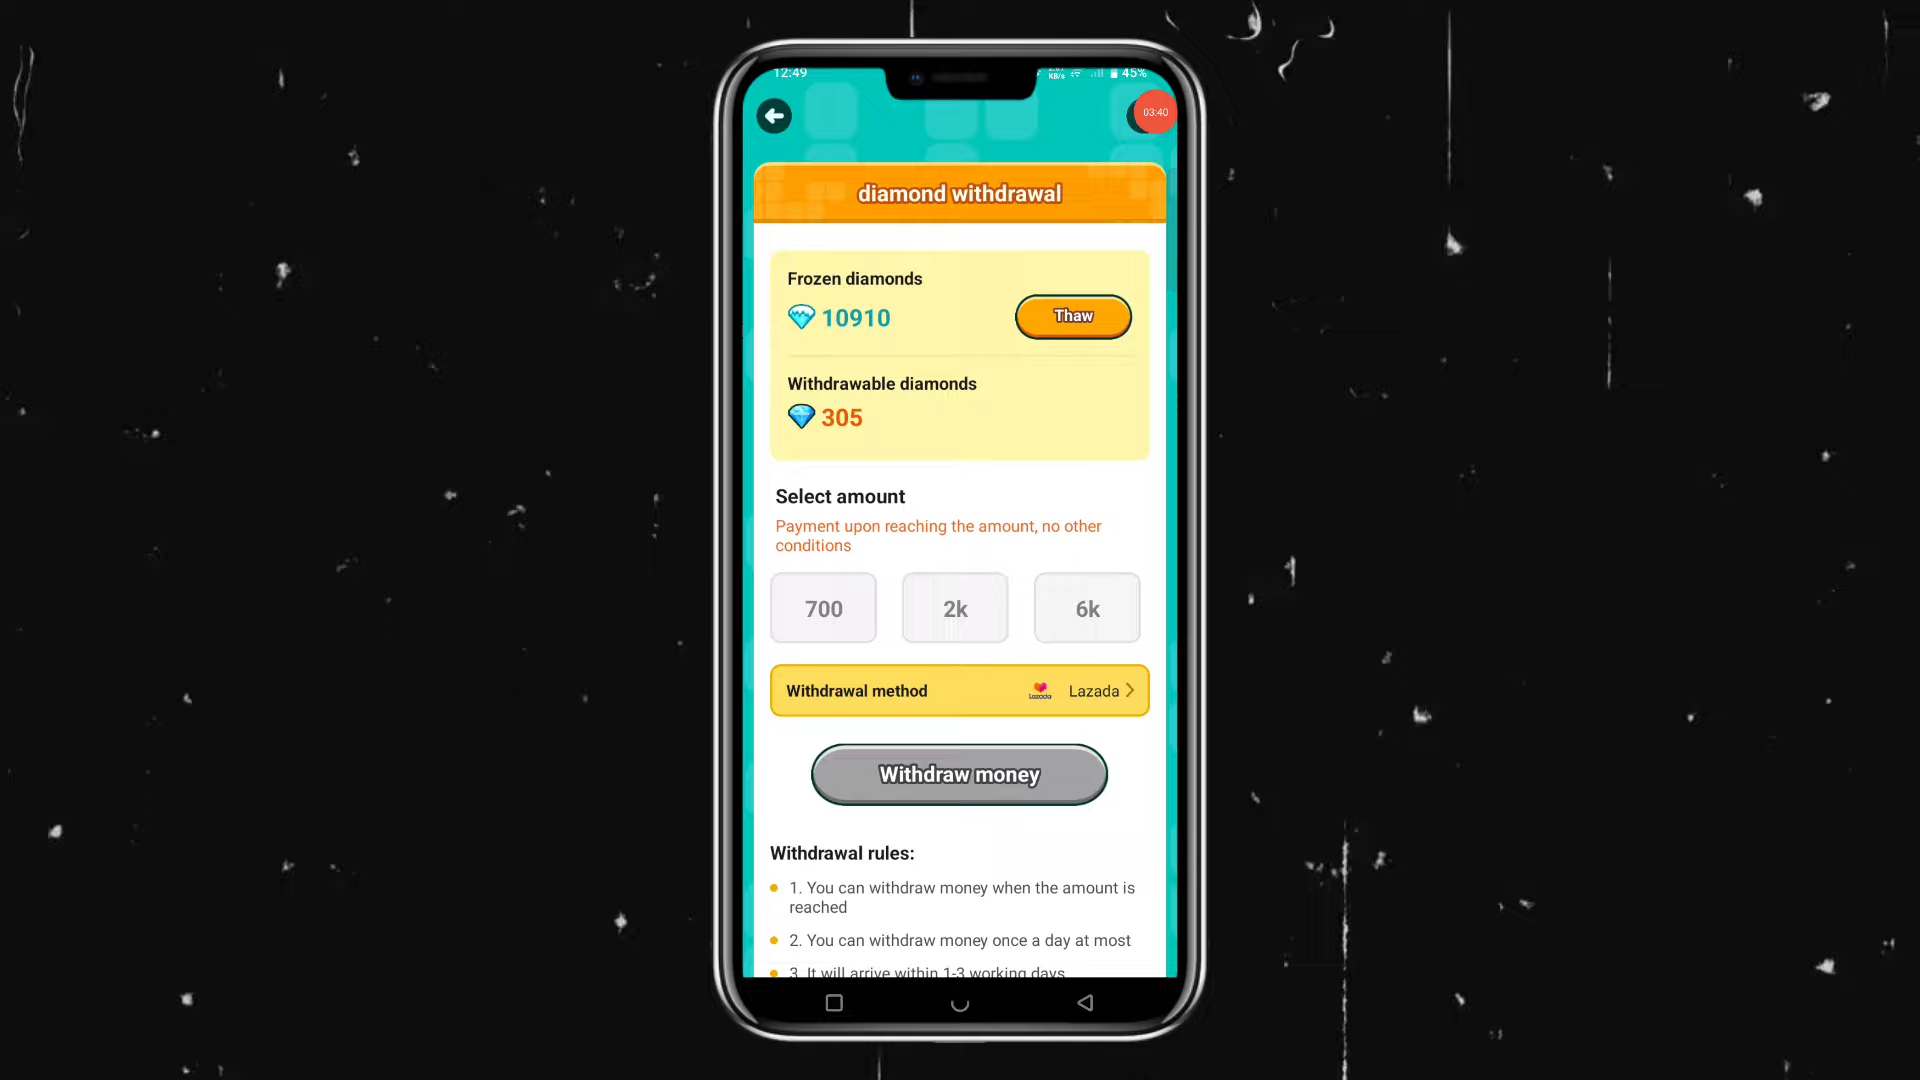 12:49
KB/s
45%
03:40
diamond withdrawal
Frozen diamonds
10910
Thaw
Withdrawable diamonds
305
Select amount
Payment upon reaching the amount, no other
conditions
700
2k
6k
Withdrawal method
Lazada
Lazada
Withdraw money
Withdrawal rules:
1. You can withdraw money when the amount is
reached
2. You can withdraw money once a day at most
3. It will arrive within 1-3 working days